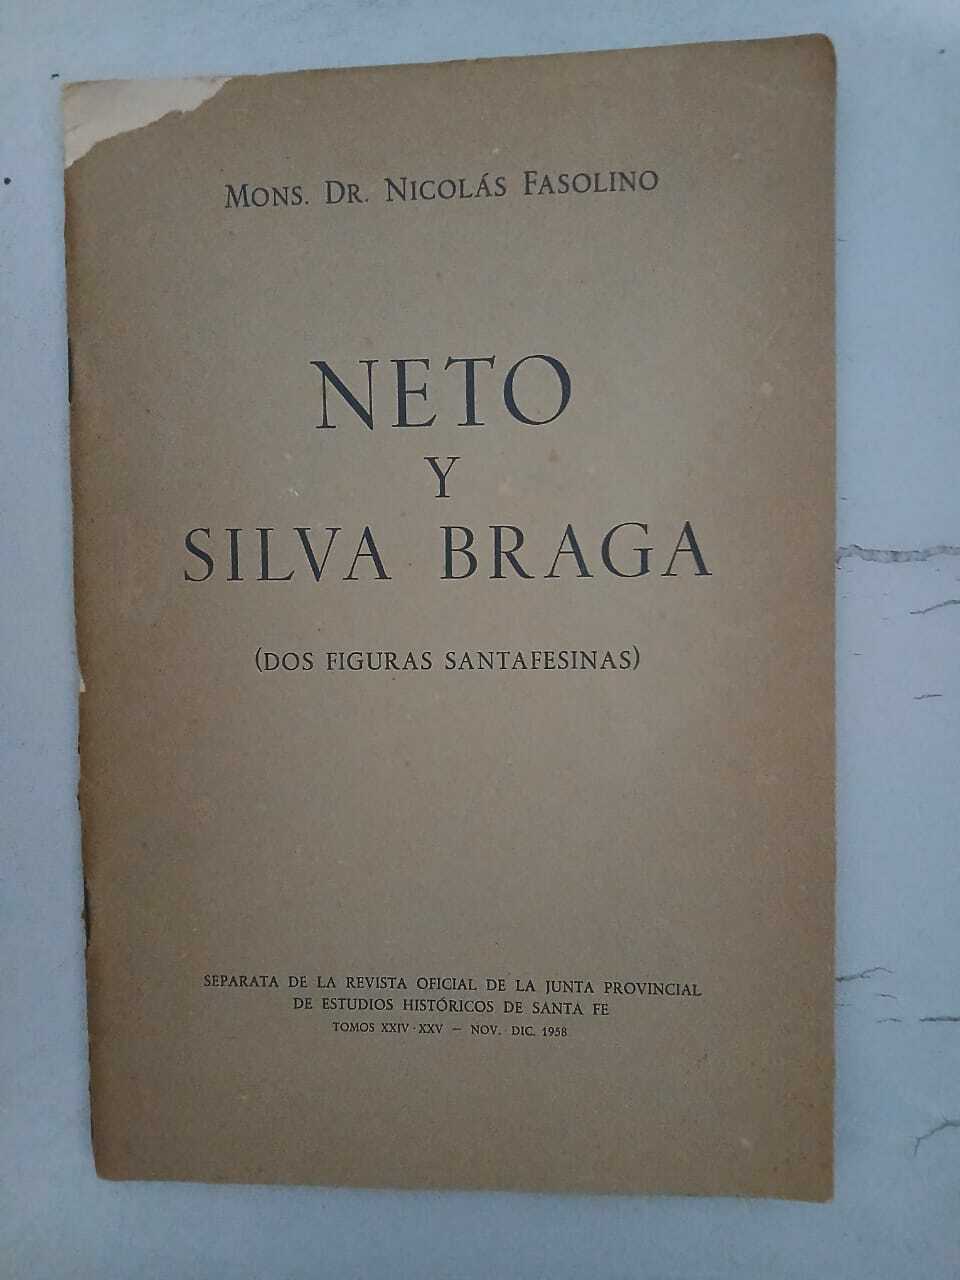 MONS. DR. NICOLÁS FASOLINO
NETO
Y
SILVA BRAGA
(DOS FIGURAS SANTAFESINAS)
SEPARATA DE LA REVISTA OFICIAL DE LA JUNTA PROVINCIAL
DE ESTUDIOS HISTÓRICOS DE SANTA FE
TOMOS XXIV - XXV — NOV. DIC. 1958